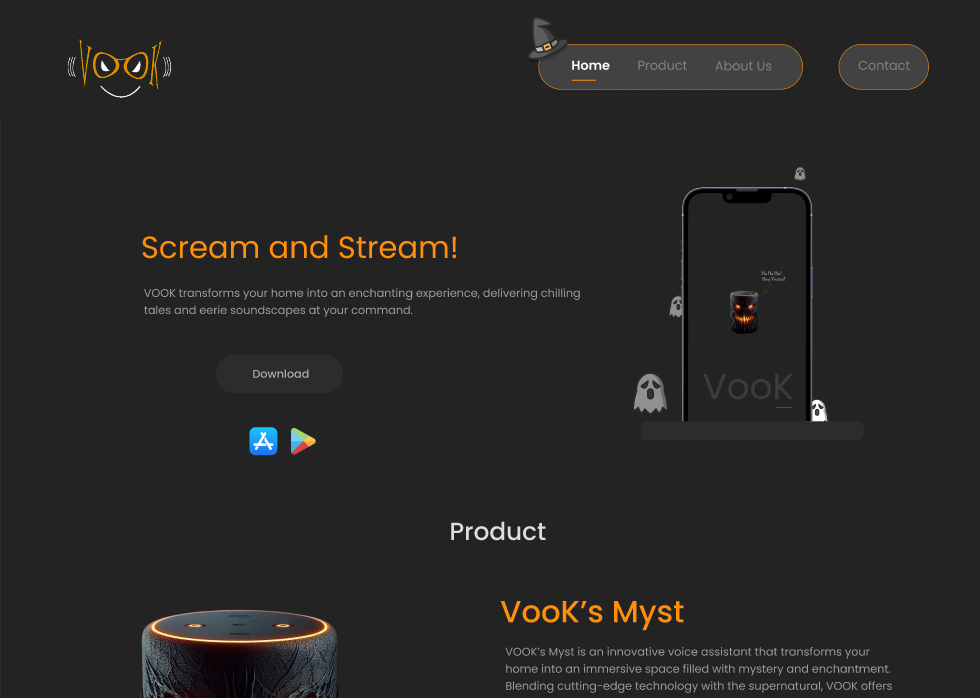 VOOK
Home
Product
About Us
Contact
Scream and Stream!
VOOK transforms your home into an enchanting experience, delivering chilling
tales and eerie soundscapes at your command.
Download
VooK
Product
VooK’s Myst
VOOK’s Myst is an innovative voice assistant that transforms your
home into an immersive space filled with mystery and enchantment.
Blending cutting-edge technology with the supernatural, VOOK offers